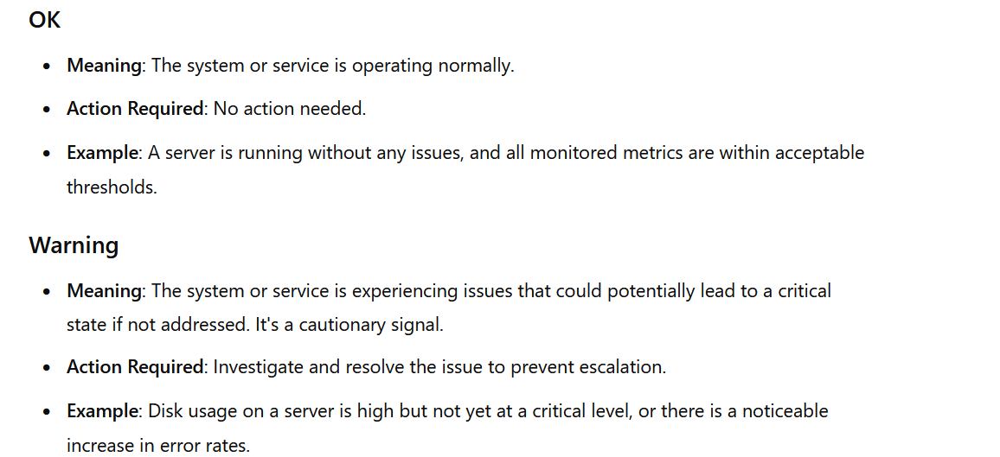 OK
• Meaning: The system or service is operating normally.
• Action Required: No action needed.
• Example: A server is running without any issues, and all monitored metrics are within acceptable
thresholds.
Warning
• Meaning: The system or service is experiencing issues that could potentially lead to a critical
state if not addressed. It's a cautionary signal.
• Action Required: Investigate and resolve the issue to prevent escalation.
• Example: Disk usage on a server is high but not yet at a critical level, or there is a noticeable
increase in error rates.